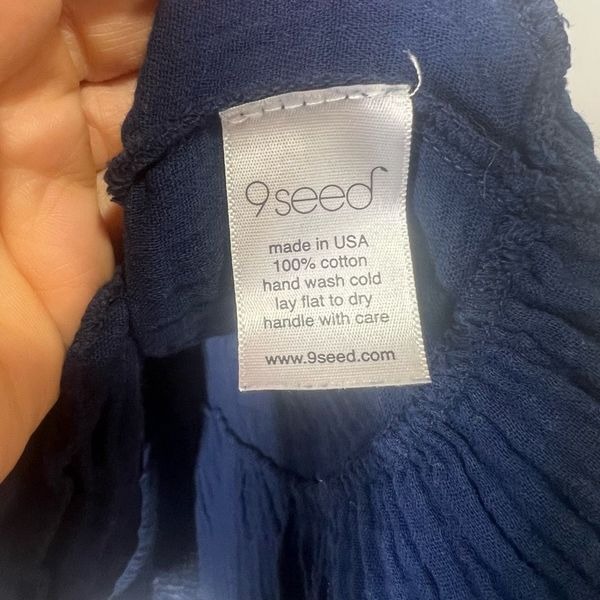 9seed
made in USA
100% cotton
hand wash cold
lay flat to dry
handle with care
www.9seed.com